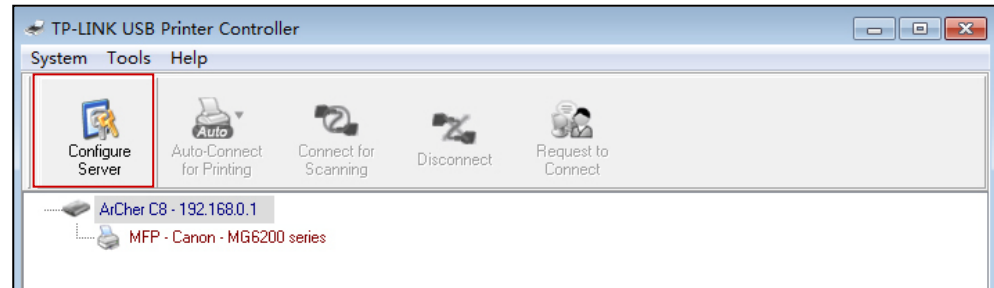 TP-LINK USB Printer Controller
System Tools Help
Auto
Configure Server
Auto-Connect for Printing
Connect for Scanning
Disconnect
Request to Connect
ArCher C8 - 192.168.0.1
MFP - Canon - MG6200 series